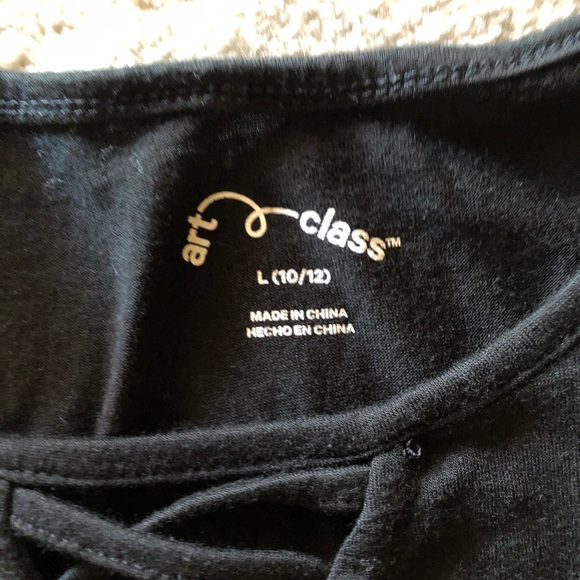 art class™
L (10/12)
MADE IN CHINA
HECHO EN CHINA